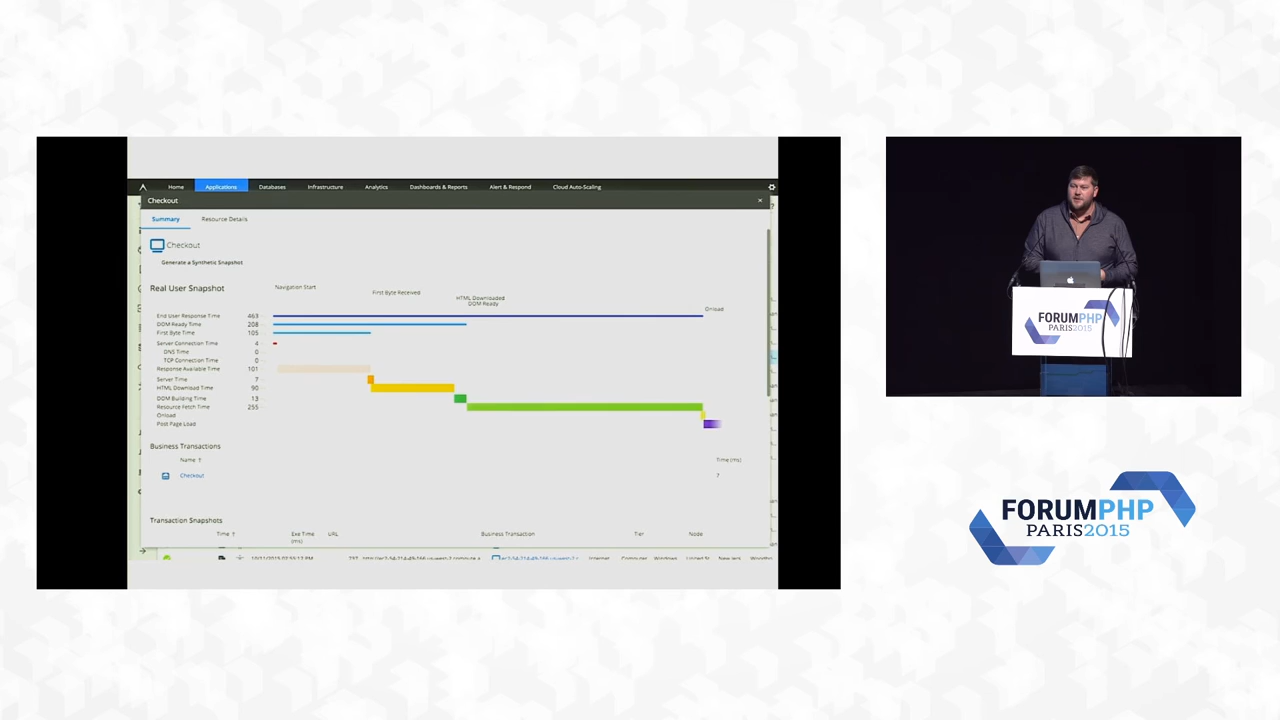 Home Applications Databases Infrastructure Analytics Dashboards & Reports Alert & Respond Cloud Auto-Scaling
Checkout
Summary Resource Details
Checkout
Generate a Synthetic Snapshot
Real User Snapshot
Navigation Start
First Byte Received
HTML Downloaded
DOM Ready
Onload
End User Response Time 463
DOM Ready Time 208
First Byte Time 105
Server Connection Time 4
DNS Time 0
TCP Connection Time 0
Response Available Time 101
Server Time 7
HTML Download Time 90
DOM Building Time 13
Resource Fetch Time 255
Onload
Post Page Load
Business Transactions
Name ↑ Time (ms)
Checkout 7
Transaction Snapshots
Time ↑ Exe Time (ms) URL Business Transaction Tier Node
FORUMPHP
PARIS2015
FORUMPHP
PARIS2015